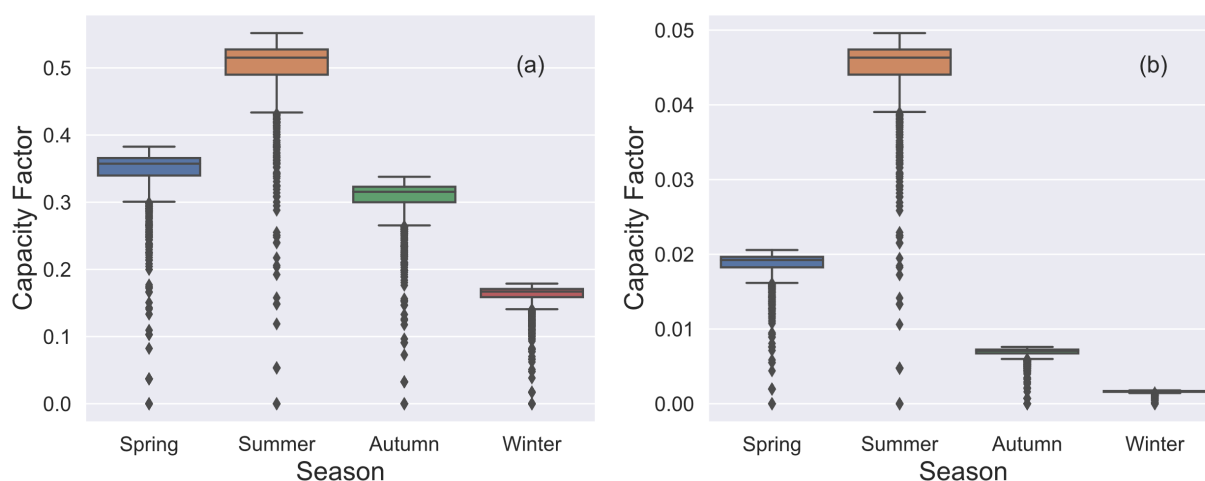 (a)
Capacity Factor
0.5
0.4
0.3
0.2
0.1
0.0
Spring Summer Autumn Winter
Season
(b)
Capacity Factor
0.05
0.04
0.03
0.02
0.01
0.00
Spring Summer Autumn Winter
Season